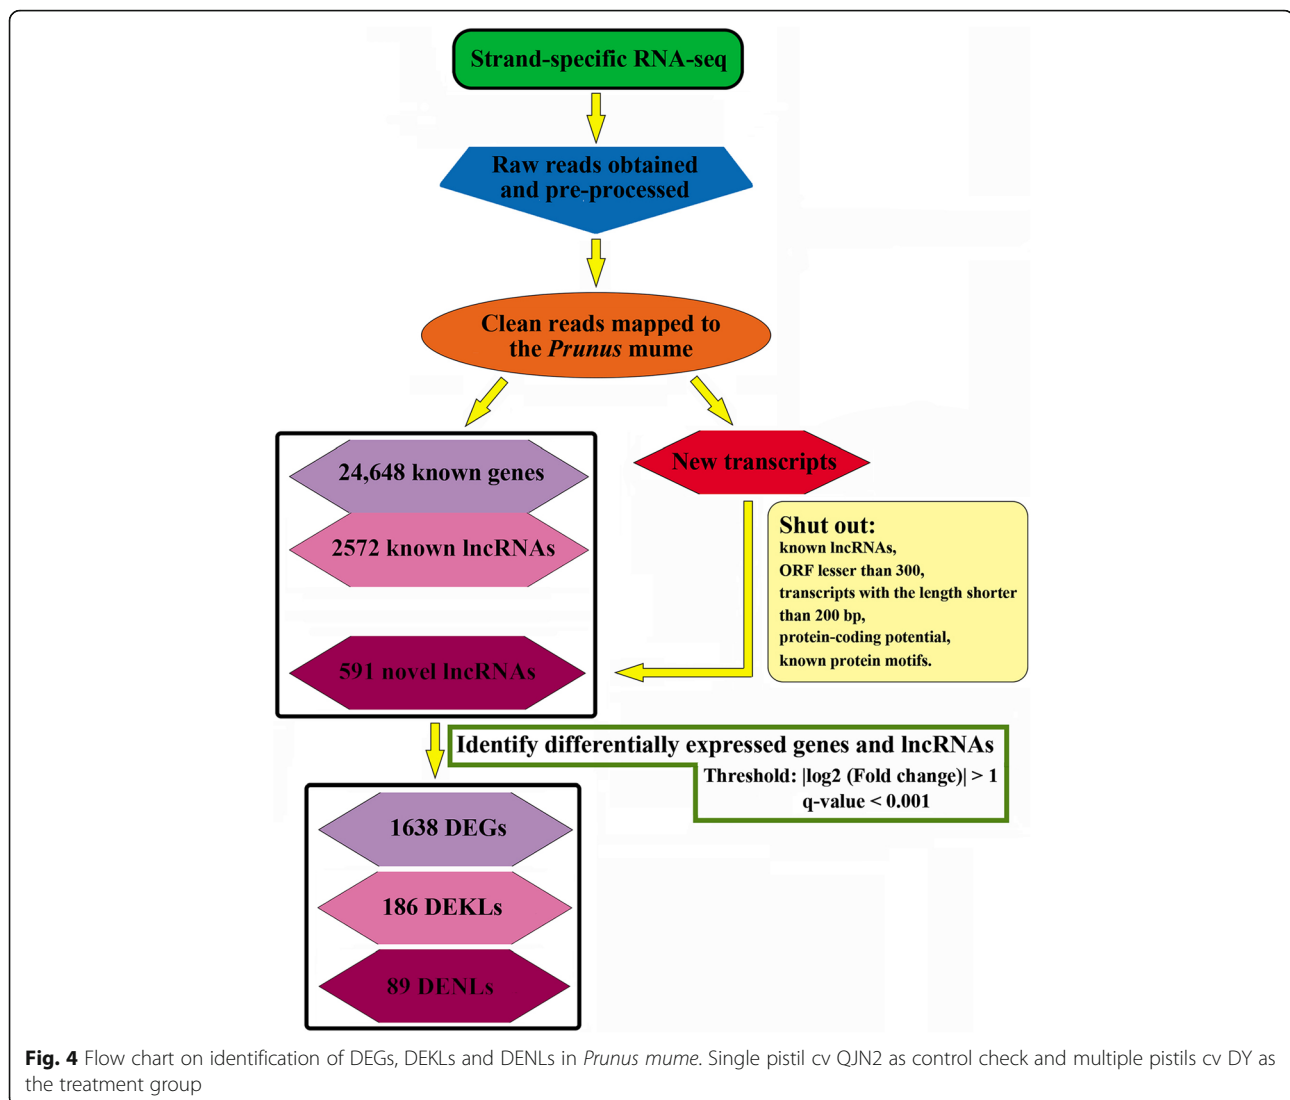 Strand-specific RNA-seq
Raw reads obtained
and pre-processed
Clean reads mapped to
the Prunus mume
24,648 known genes
2572 known lncRNAs
591 novel lncRNAs
New transcripts
Shut out:
known lncRNAs,
ORF lesser than 300,
transcripts with the length shorter
than 200 bp,
protein-coding potential,
known protein motifs.
Identify differentially expressed genes and lncRNAs
Threshold: |log2 (Fold change)| > 1
q-value < 0.001
1638 DEGs
186 DEKLs
89 DENLs
Fig. 4 Flow chart on identification of DEGs, DEKLs and DENLs in Prunus mume. Single pistil cv QJN2 as control check and multiple pistils cv DY as
the treatment group